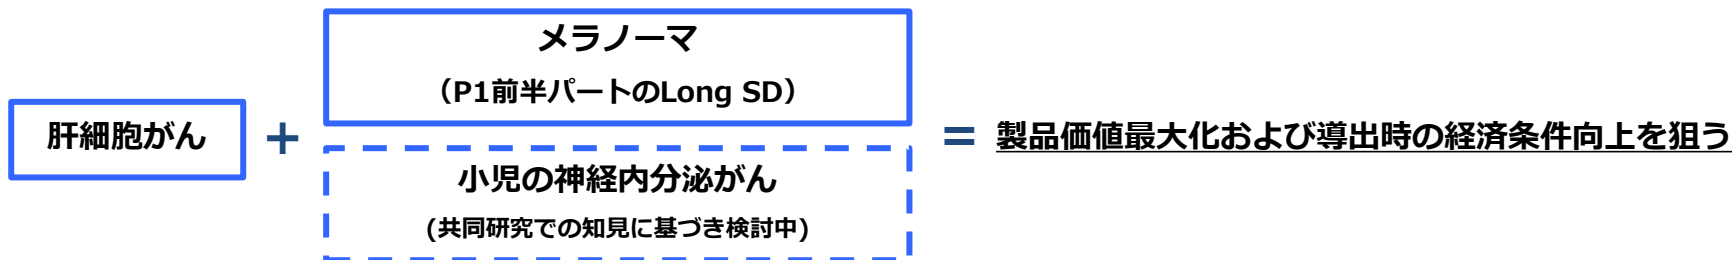 肝細胞がん
+
メラノーマ
（P1前半パートのLong SD）
小児の神経内分泌がん
(共同研究での知見に基づき検討中)
=
製品価値最大化および導出時の経済条件向上を狙う